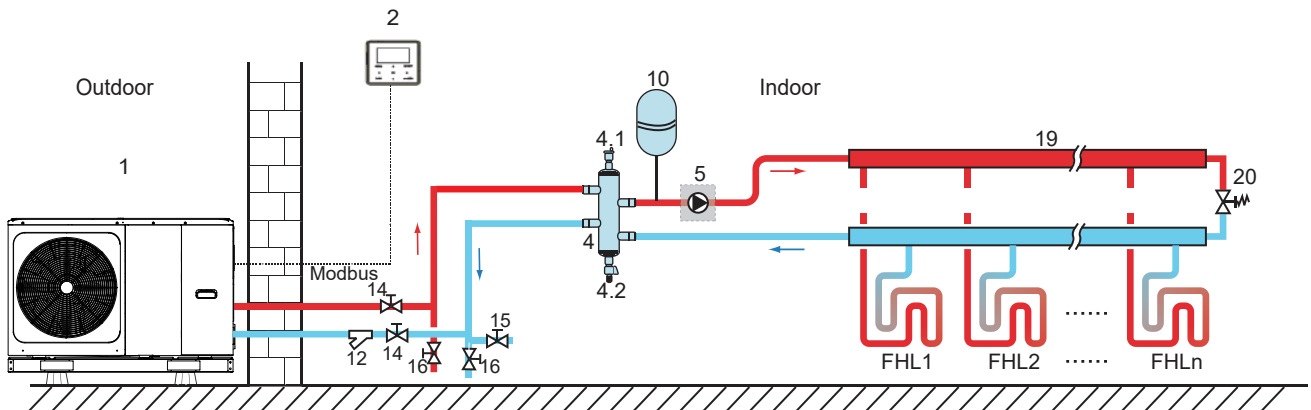 2
Outdoor
10
Indoor
1
4.1
19
5
20
4
Modbus
4.2
14
15
12
14
16
16
FHL1
FHL2
FHLn
......
......